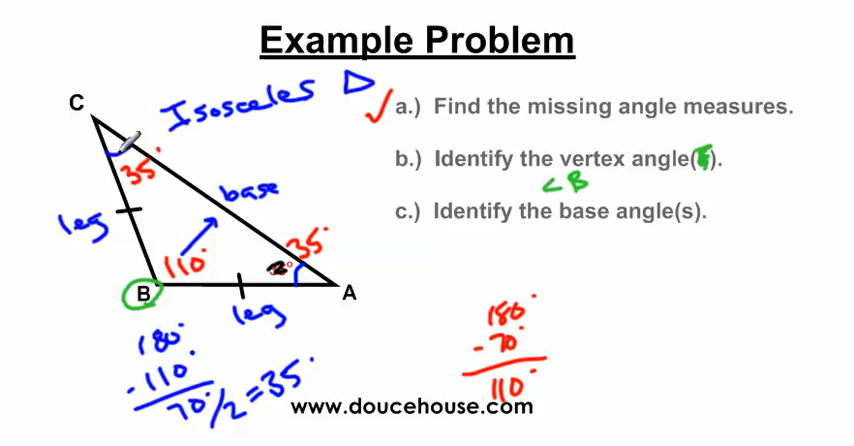 Example Problem
C
Isosceles
a.) Find the missing angle measures.
35°
b.) Identify the vertex angle( ).
<B
base
c.) Identify the base angle(s).
leg
110°
35°
B
A
leg
180°
-110
70°/2=35°
180°
-70°
110°
www.doucehouse.com